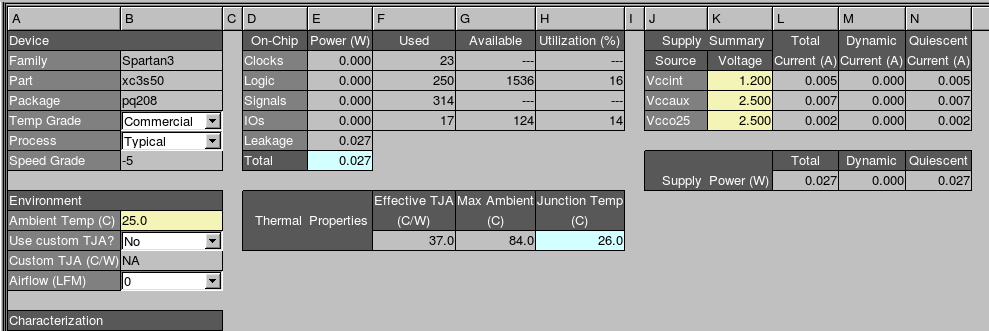 A B C D E F G H I J K L M N
Device On-Chip Power (W) Used Available Utilization (%) Supply Summary Total Dynamic Quiescent
Family Spartan3 Clocks 0.000 23 --- --- Source Voltage Current (A) Current (A) Current (A)
Part xc3s50 Logic 0.000 250 1536 16 Vccint 1.200 0.005 0.000 0.005
Package pq208 Signals 0.000 314 --- --- Vccaux 2.500 0.007 0.000 0.007
Temp Grade Commercial IOs 0.000 17 124 14 Vcco25 2.500 0.002 0.000 0.002
Process Typical Leakage 0.027
Speed Grade -5 Total 0.027 Total Dynamic Quiescent
Supply Power (W) 0.027 0.000 0.027
Environment Effective TJA Max Ambient Junction Temp
Ambient Temp (C) 25.0 Thermal Properties (C/W) (C) (C)
Use custom TJA? No 37.0 84.0 26.0
Custom TJA (C/W) NA
Airflow (LFM) 0
Characterization